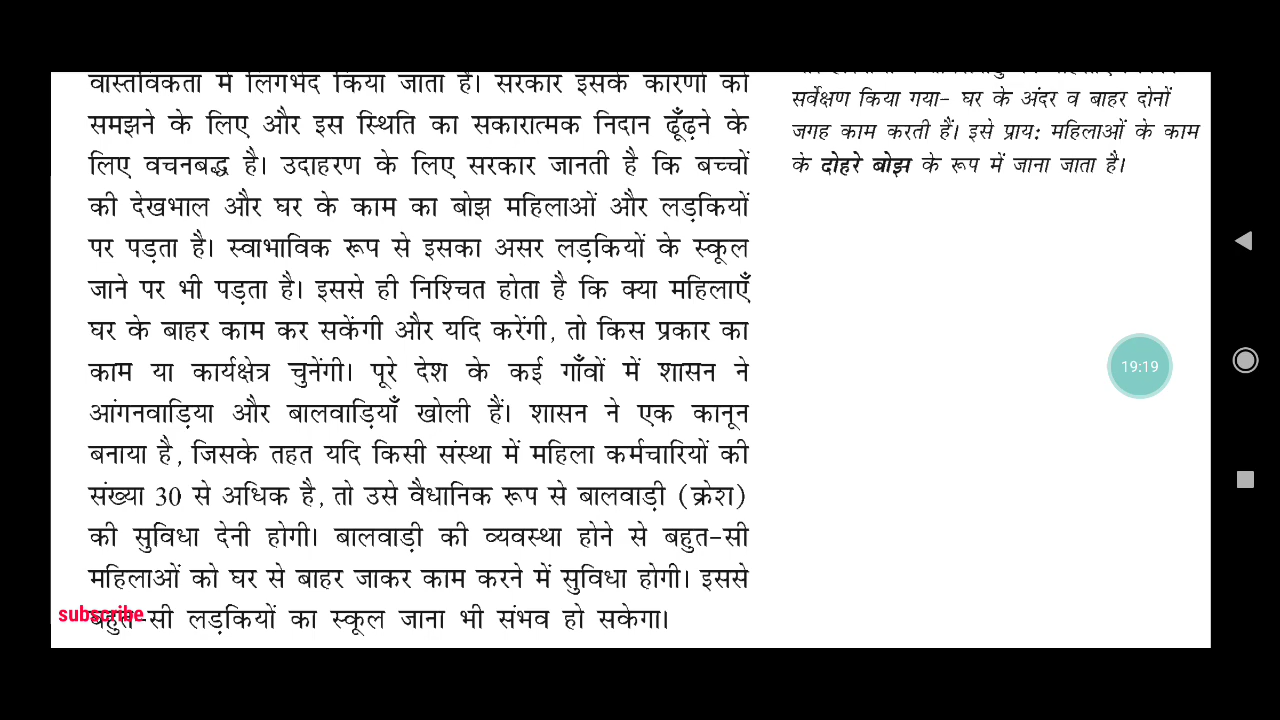 वास्तविकता में लिंगभेद किया जाता है। सरकार इसके कारणों को
समझने के लिए और इस स्थिति का सकारात्मक निदान ढूँढ़ने के
लिए वचनबद्ध है। उदाहरण के लिए सरकार जानती है कि बच्चों
की देखभाल और घर के काम का बोझ महिलाओं और लड़कियों
पर पड़ता है। स्वाभाविक रूप से इसका असर लड़कियों के स्कूल
जाने पर भी पड़ता है। इससे ही निश्चित होता है कि क्या महिलाएँ
घर के बाहर काम कर सकेंगी और यदि करेंगी, तो किस प्रकार का
काम या कार्यक्षेत्र चुनेंगी। पूरे देश के कई गाँवों में शासन ने
आंगनवाड़िया और बालवाड़ियाँ खोली हैं। शासन ने एक कानून
बनाया है, जिसके तहत यदि किसी संस्था में महिला कर्मचारियों की
संख्या 30 से अधिक है, तो उसे वैधानिक रूप से बालवाड़ी (क्रेश)
की सुविधा देनी होगी। बालवाड़ी की व्यवस्था होने से बहुत-सी
महिलाओं को घर से बाहर जाकर काम करने में सुविधा होगी। इससे
बहुत-सी लड़कियों का स्कूल जाना भी संभव हो सकेगा।
subscribe
सर्वेक्षण किया गया- घर के अंदर व बाहर दोनों
जगह काम करती हैं। इसे प्राय: महिलाओं के काम
के दोहरे बोझ के रूप में जाना जाता है।
19:19